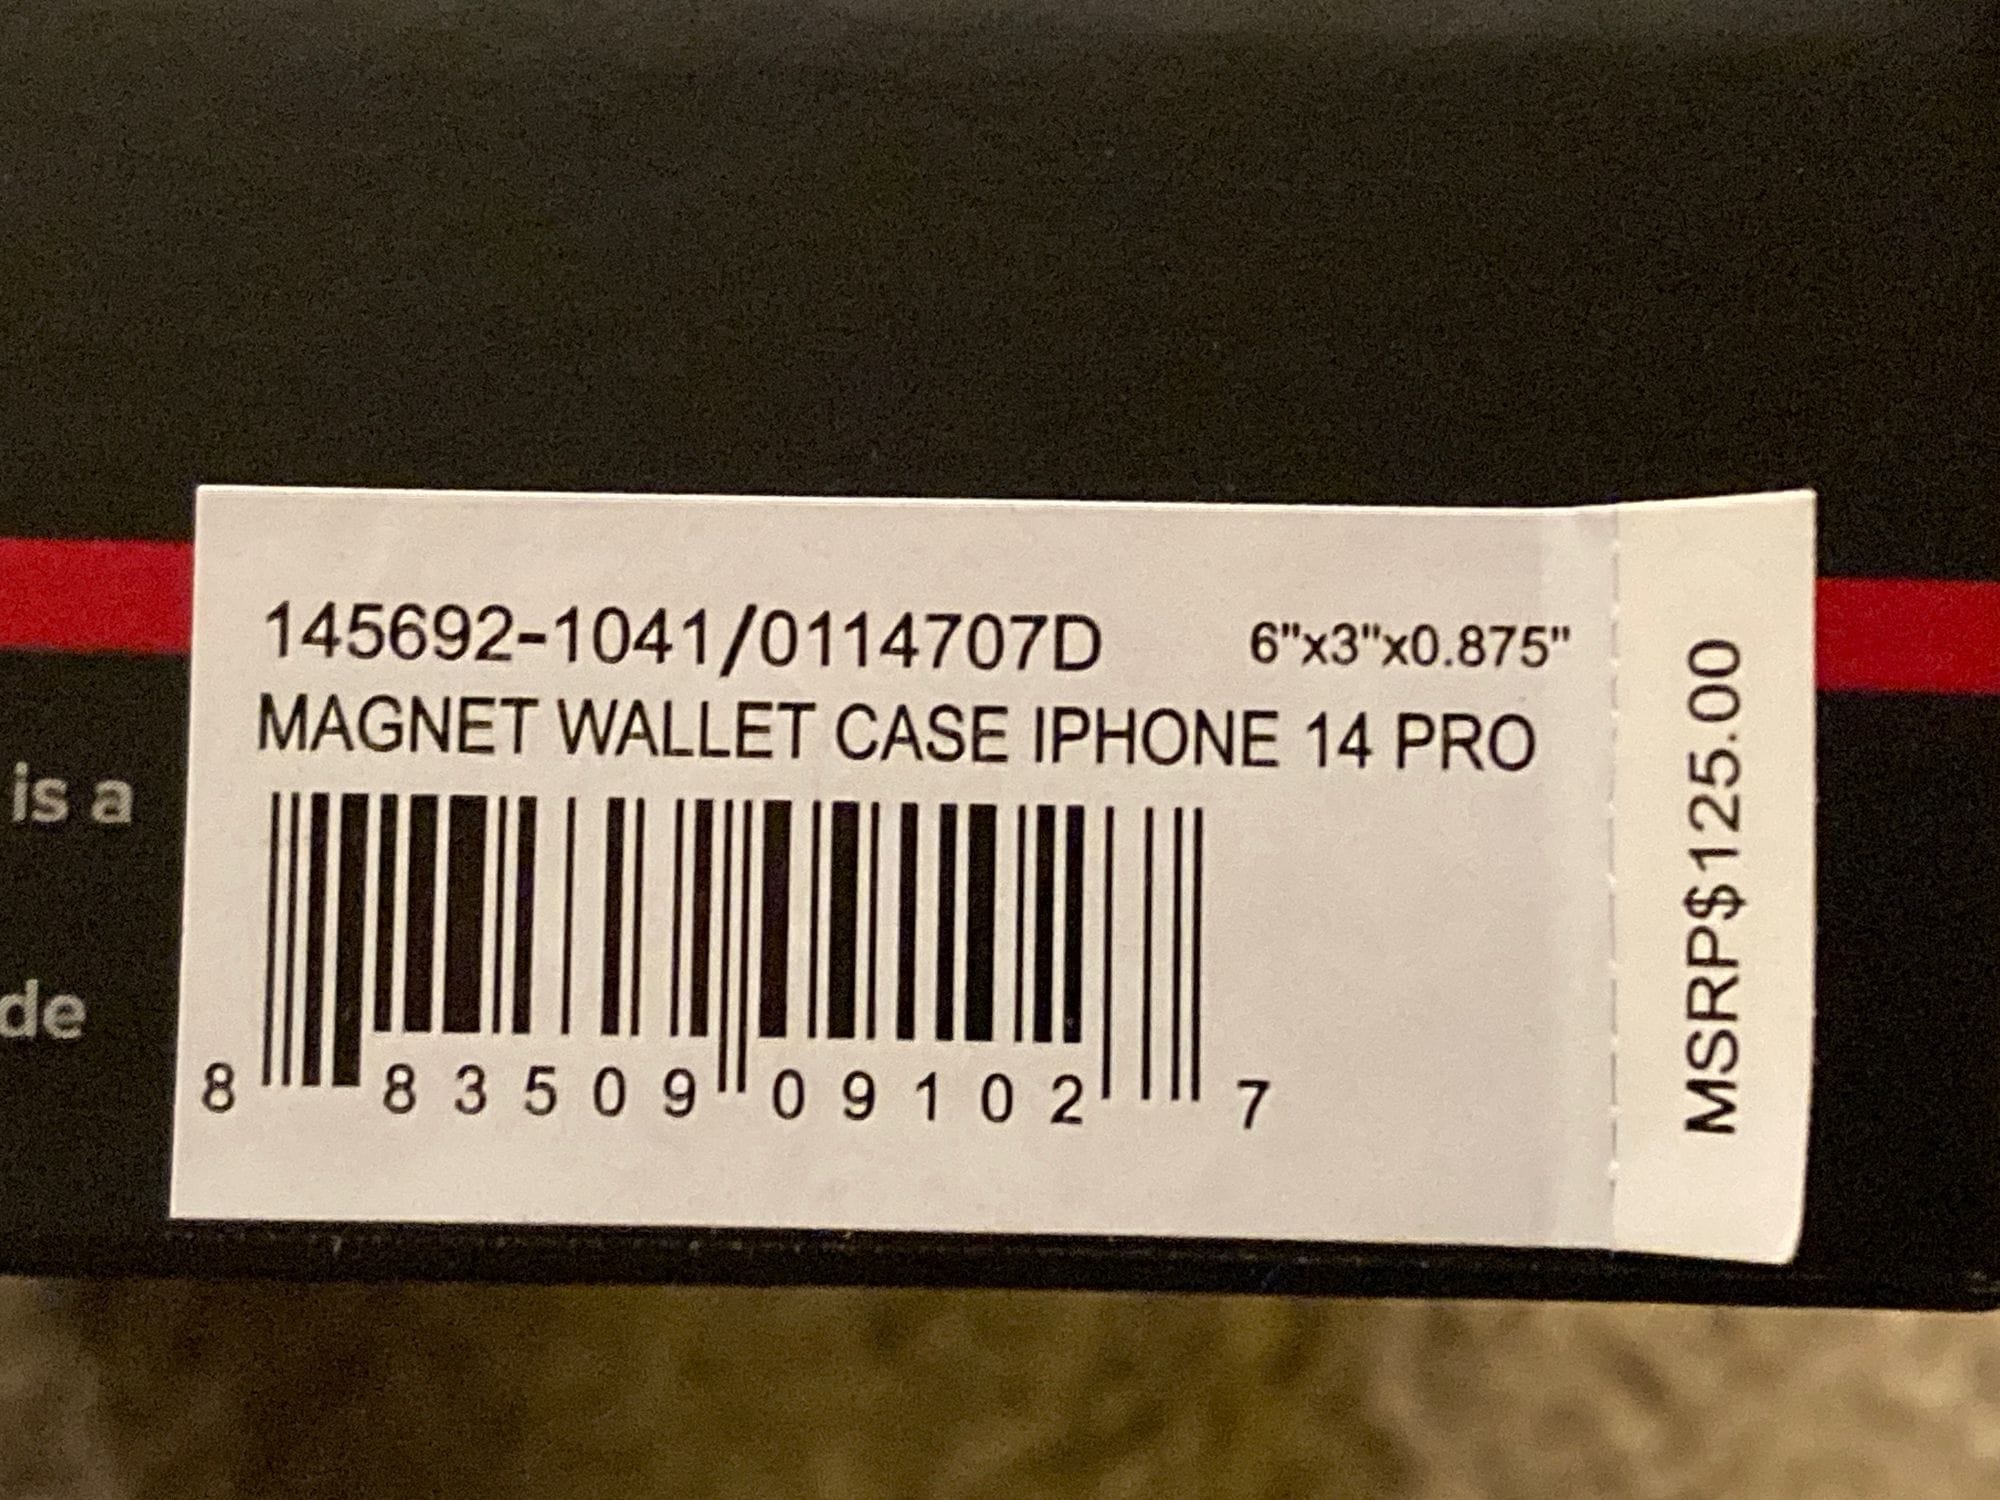 145692-1041/0114707D 6"x3"x0.875"
MAGNET WALLET CASE IPHONE 14 PRO
8 83509 09102 7
MSRP$125.00
is a
de